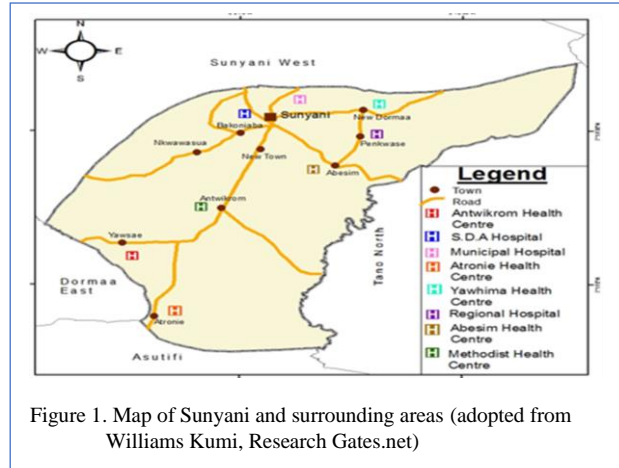 N
W E
S
Sunyani West
Sunyani
New Dormaa
Bakoniaba
Nkwawasua
New Town
Penkwase
Abesim
Antwikrom
Yawsae
Dormaa
East
Tano North
Atronie
Asutifi
Legend
Town
Road
H Antwikrom Health
Centre
H S.D.A Hospital
H Municipal Hospital
H Atronie Health
Centre
H Yawhima Health
Centre
H Regional Hospital
H Abesim Health
Centre
H Methodist Health
Centre
Figure 1. Map of Sunyani and surrounding areas (adopted from
Williams Kumi, Research Gates.net)